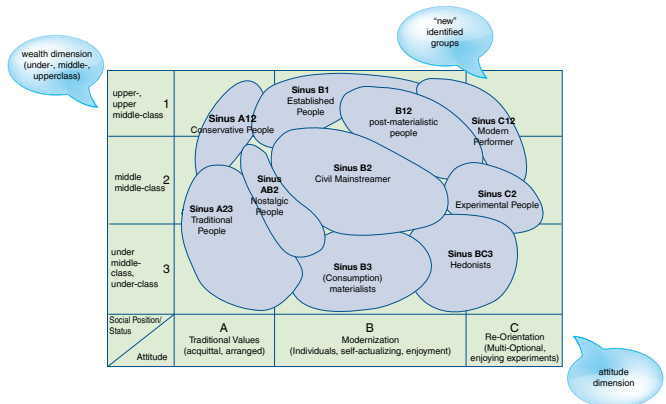 wealth dimension
(under-, middle-,
upperclass)
“new”
identified
groups
upper-,
upper
middle-class
1
Sinus A12
Conservative People
Sinus B1
Established
People
B12
post-materialistic
people
Sinus C12
Modern
Performer
middle
middle-class
2
Sinus A23
Traditional
People
Sinus
AB2
Nostalgic
People
Sinus B2
Civil Mainstreamer
Sinus C2
Experimental People
under
middle-
class,
under-class
3
Sinus B3
(Consumption)
materialists
Sinus BC3
Hedonists
Social Position/
Status
Attitude
A
Traditional Values
(acquittal, arranged)
B
Modernization
(Individuals, self-actualizing, enjoyment)
C
Re-Orientation
(Multi-Optional,
enjoying experiments)
attitude
dimension